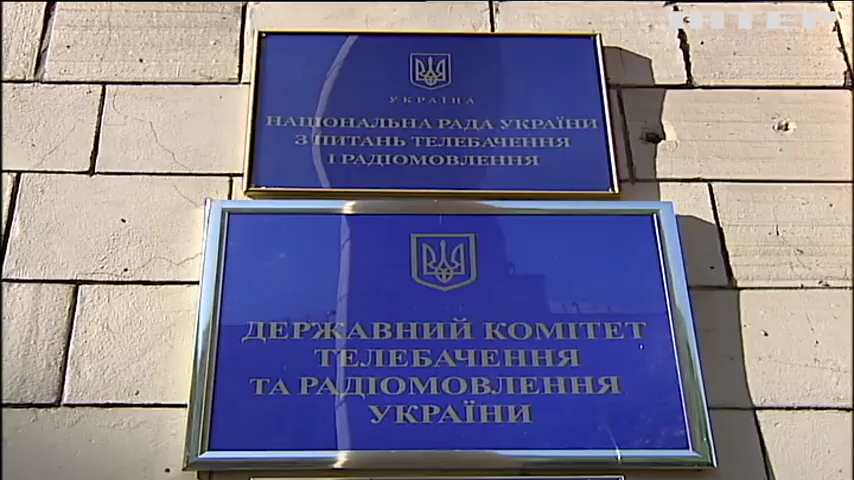 ІНТЕР
УКРАЇНА
НАЦІОНАЛЬНА РАДА УКРАЇНИ
З ПИТАНЬ ТЕЛЕБАЧЕННЯ
І РАДІОМОВЛЕННЯ
ДЕРЖАВНИЙ КОМІТЕТ
ТЕЛЕБАЧЕННЯ
ТА РАДІОМОВЛЕННЯ
УКРАЇНИ